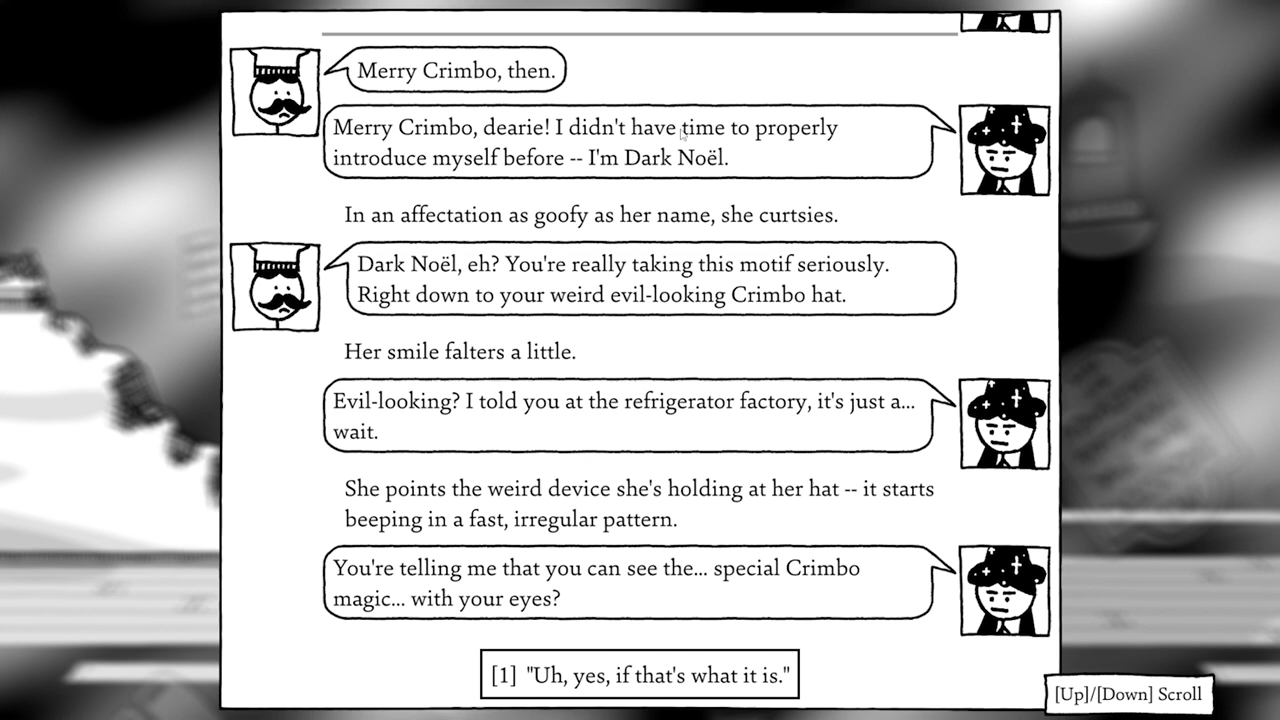 Merry Crimbo, then.
Merry Crimbo, dearie! I didn't have time to properly
introduce myself before -- I'm Dark Noël.
In an affectation as goofy as her name, she curtsies.
Dark Noël, eh? You're really taking this motif seriously.
Right down to your weird evil-looking Crimbo hat.
Her smile falters a little.
Evil-looking? I told you at the refrigerator factory, it's just a...
wait.
She points the weird device she's holding at her hat -- it starts
beeping in a fast, irregular pattern.
You're telling me that you can see the... special Crimbo
magic... with your eyes?
[1] "Uh, yes, if that's what it is."
[Up]/[Down] Scroll